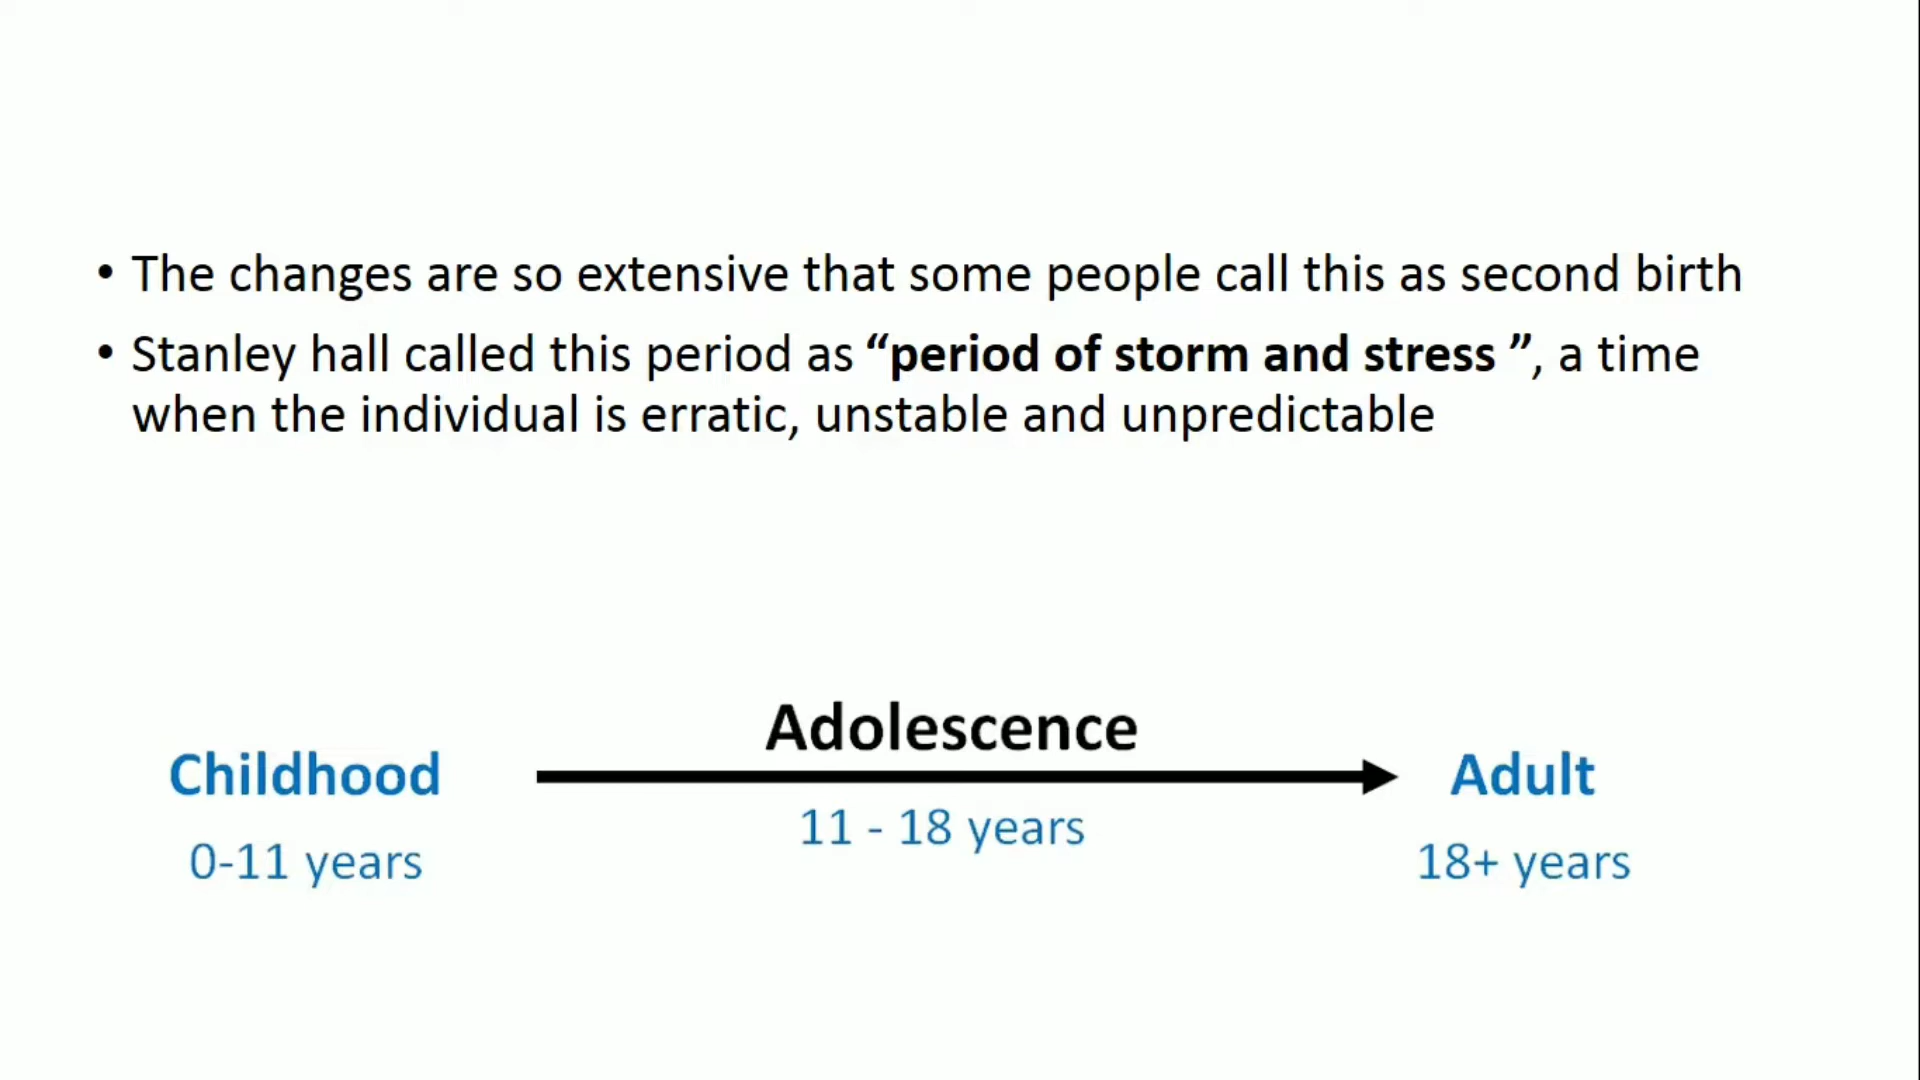 • The changes are so extensive that some people call this as second birth
• Stanley hall called this period as “period of storm and stress ”, a time
when the individual is erratic, unstable and unpredictable
Adolescence
Childhood
Adult
11 - 18 years
0-11 years
18+ years